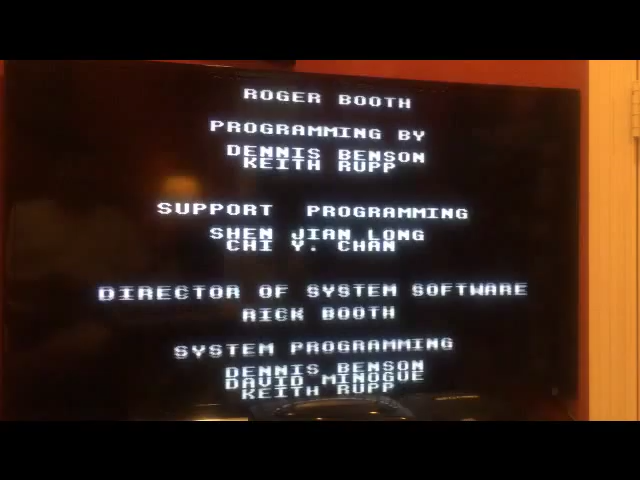 ROGER BOOTH
PROGRAMMING BY
DENNIS BENSON
KEITH RUPP
SUPPORT PROGRAMMING
SHEN JIAN LONG
CHI Y. CHAN
DIRECTOR OF SYSTEM SOFTWARE
RICK BOOTH
SYSTEM PROGRAMMING
DENNIS BENSON
DAVID MINOGUE
KEITH RUPP